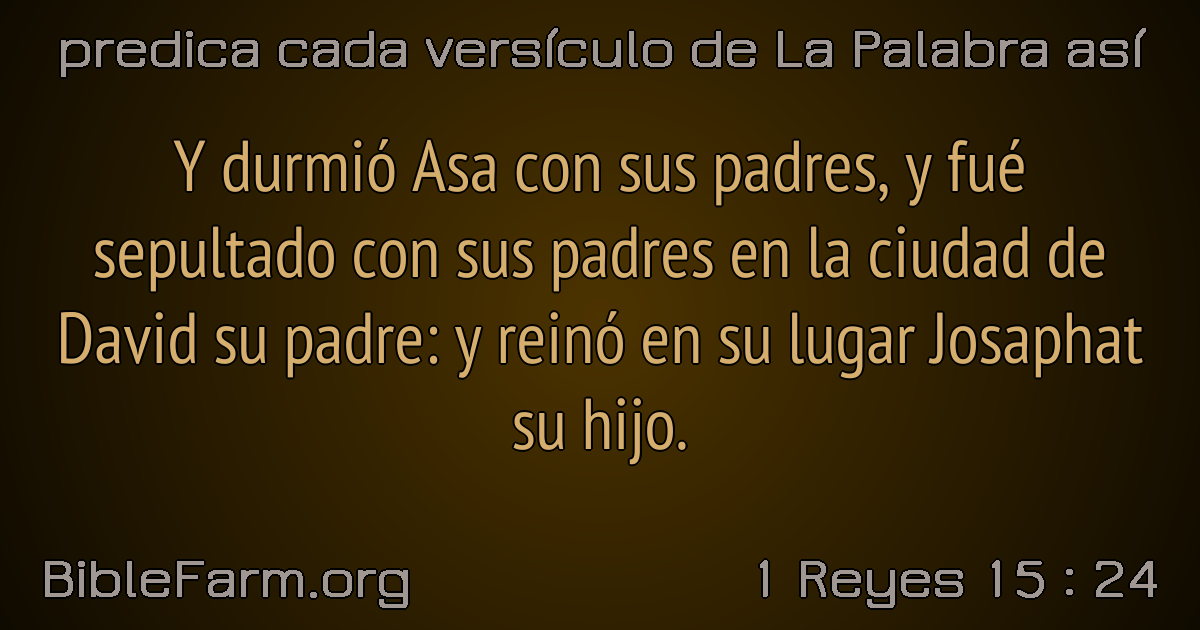 predica cada versículo de La Palabra así
Y durmió Asa con sus padres, y fué
sepultado con sus padres en la ciudad de
David su padre: y reinó en su lugar Josaphat
su hijo.
BibleFarm.org
1 Reyes 15 : 24